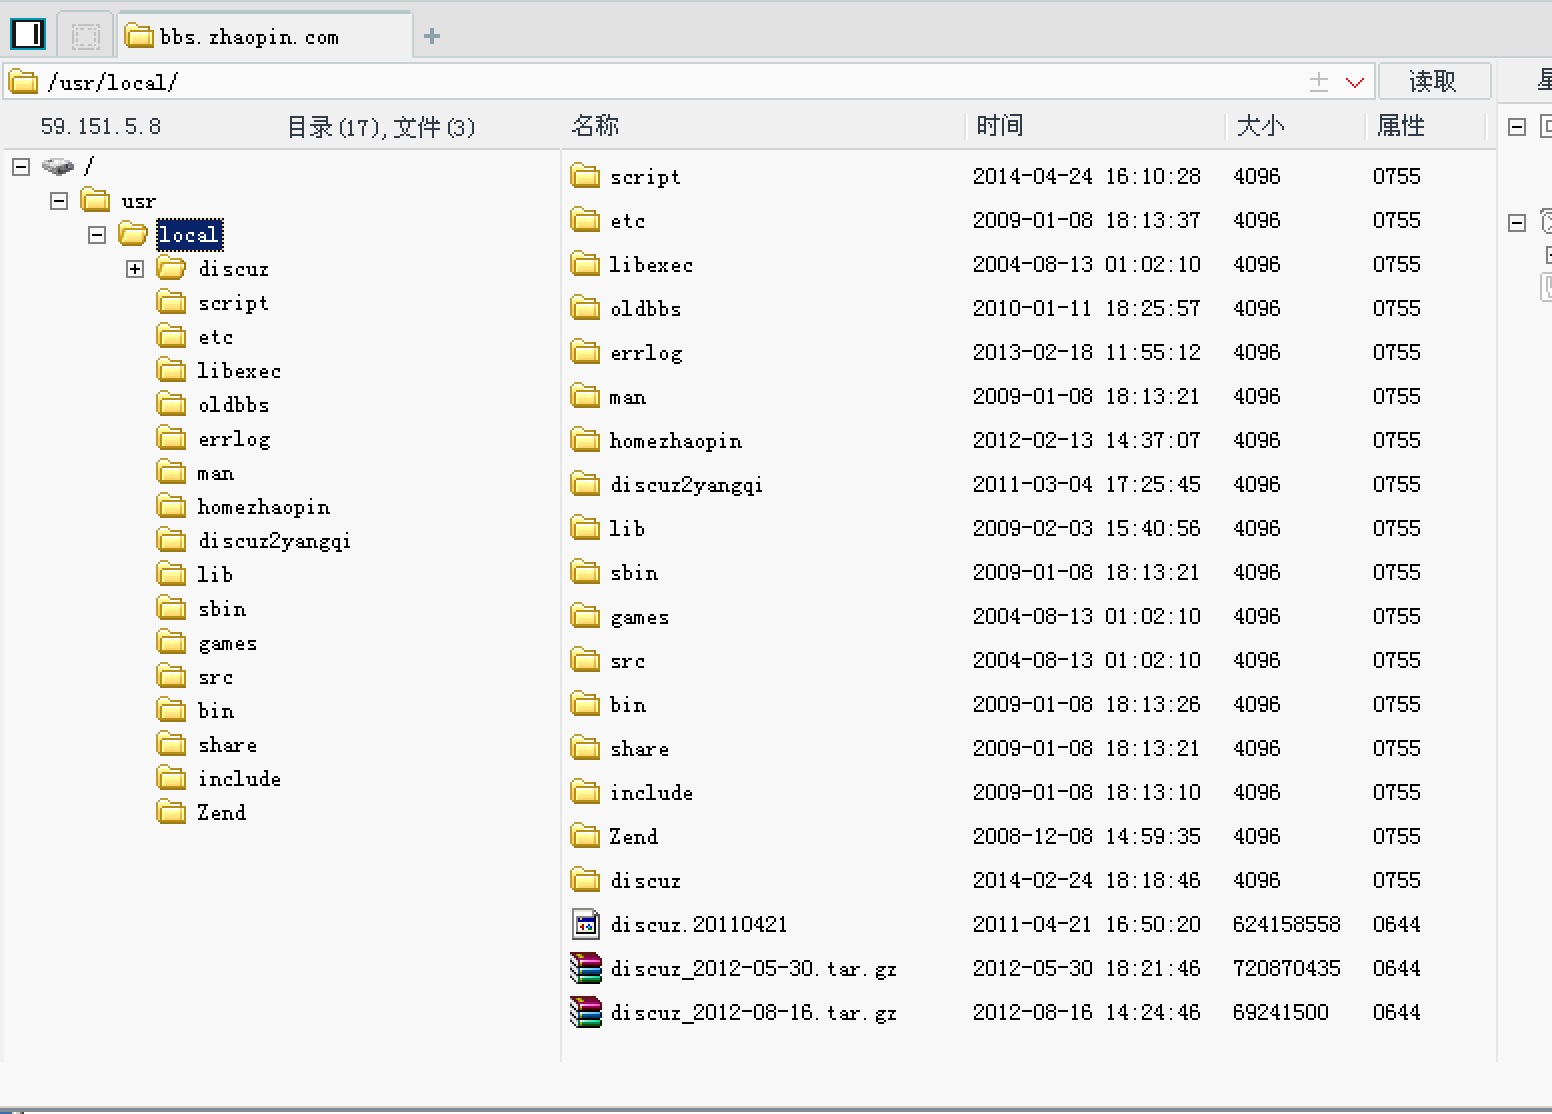 bbs.zhaopin.com
/usr/local/
读取
59.151.5.8 目录(17),文件(3) 名称 时间 大小 属性
/
usr
local
discuz
script
etc
libexec
oldbbs
errlog
man
homezhaopin
discuz2yangqi
lib
sbin
games
src
bin
share
include
Zend
script 2014-04-24 16:10:28 4096 0755
etc 2009-01-08 18:13:37 4096 0755
libexec 2004-08-13 01:02:10 4096 0755
oldbbs 2010-01-11 18:25:57 4096 0755
errlog 2013-02-18 11:55:12 4096 0755
man 2009-01-08 18:13:21 4096 0755
homezhaopin 2012-02-13 14:37:07 4096 0755
discuz2yangqi 2011-03-04 17:25:45 4096 0755
lib 2009-02-03 15:40:56 4096 0755
sbin 2009-01-08 18:13:21 4096 0755
games 2004-08-13 01:02:10 4096 0755
src 2004-08-13 01:02:10 4096 0755
bin 2009-01-08 18:13:26 4096 0755
share 2009-01-08 18:13:21 4096 0755
include 2009-01-08 18:13:10 4096 0755
Zend 2008-12-08 14:59:35 4096 0755
discuz 2014-02-24 18:18:46 4096 0755
discuz.20110421 2011-04-21 16:50:20 624158558 0644
discuz_2012-05-30.tar.gz 2012-05-30 18:21:46 720870435 0644
discuz_2012-08-16.tar.gz 2012-08-16 14:24:46 69241500 0644